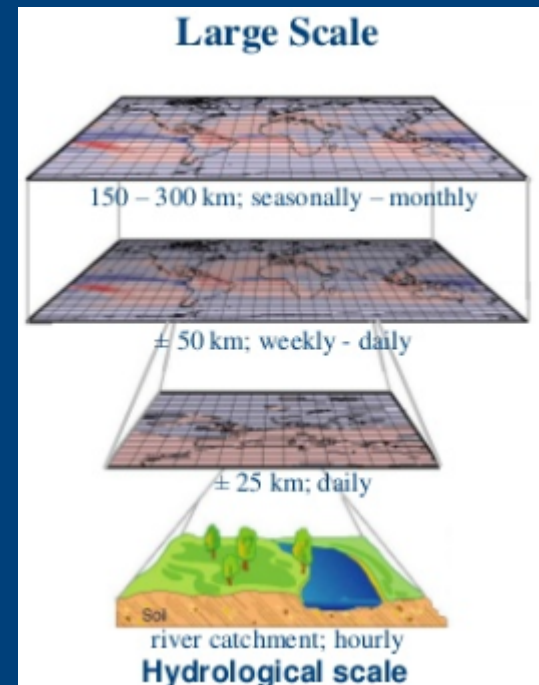 Large Scale
150 – 300 km; seasonally – monthly
± 50 km; weekly - daily
± 25 km; daily
Soil
river catchment; hourly
Hydrological scale